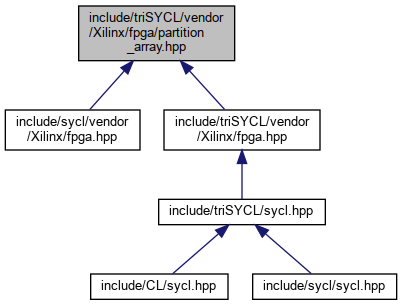 include/triSYCL/vendor
/Xilinx/fpga/partition
_array.hpp
include/sycl/vendor
/Xilinx/fpga.hpp
include/triSYCL/vendor
/Xilinx/fpga.hpp
include/triSYCL/sycl.hpp
include/CL/sycl.hpp
include/sycl/sycl.hpp